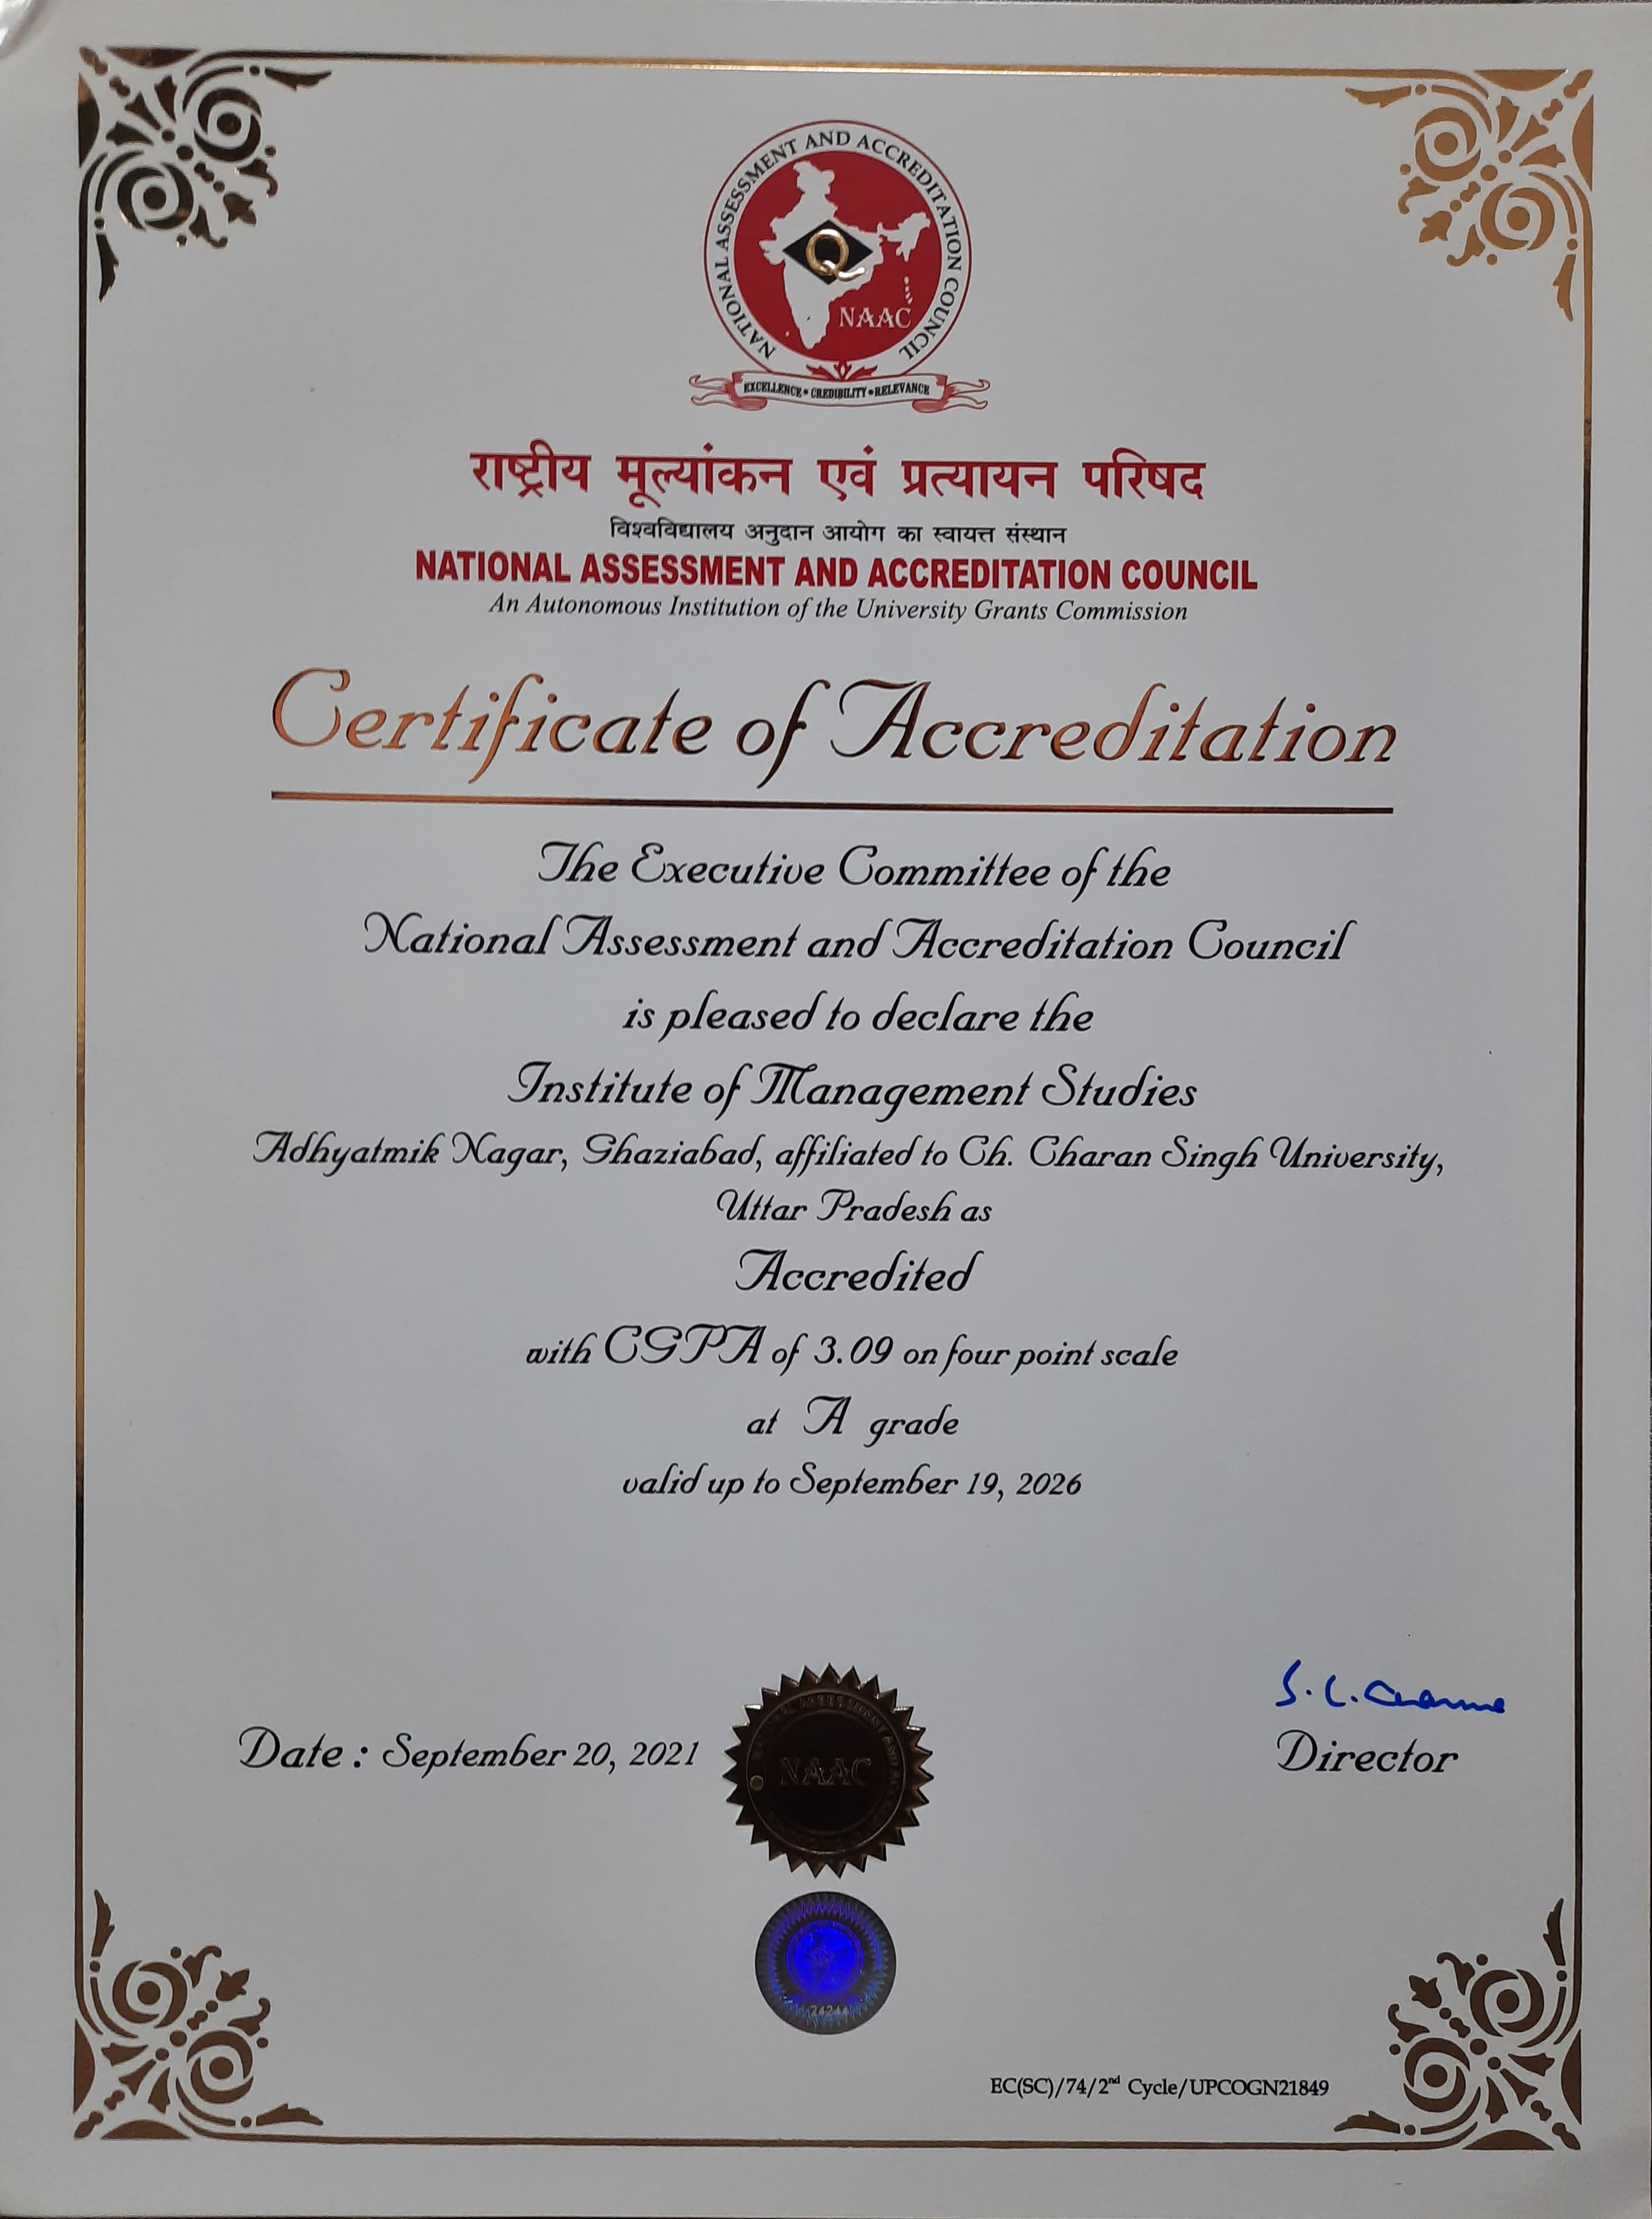 NATIONAL ASSESSMENT AND ACCREDITATION COUNCIL
Q
NAAC
EXCELLENCE • CREDIBILITY • RELEVANCE
राष्ट्रीय मूल्यांकन एवं प्रत्यायन परिषद
विश्वविद्यालय अनुदान आयोग का स्वायत्त संस्थान
NATIONAL ASSESSMENT AND ACCREDITATION COUNCIL
An Autonomous Institution of the University Grants Commission
Certificate of Accreditation
The Executive Committee of the
National Assessment and Accreditation Council
is pleased to declare the
Institute of Management Studies
Adhyatmik Nagar, Ghaziabad, affiliated to Ch. Charan Singh University,
Uttar Pradesh as
Accredited
with CGPA of 3.09 on four point scale
at A grade
valid up to September 19, 2026
Date : September 20, 2021
NAAC
Director
EC(SC)/74/2nd Cycle/UPCOGN21849